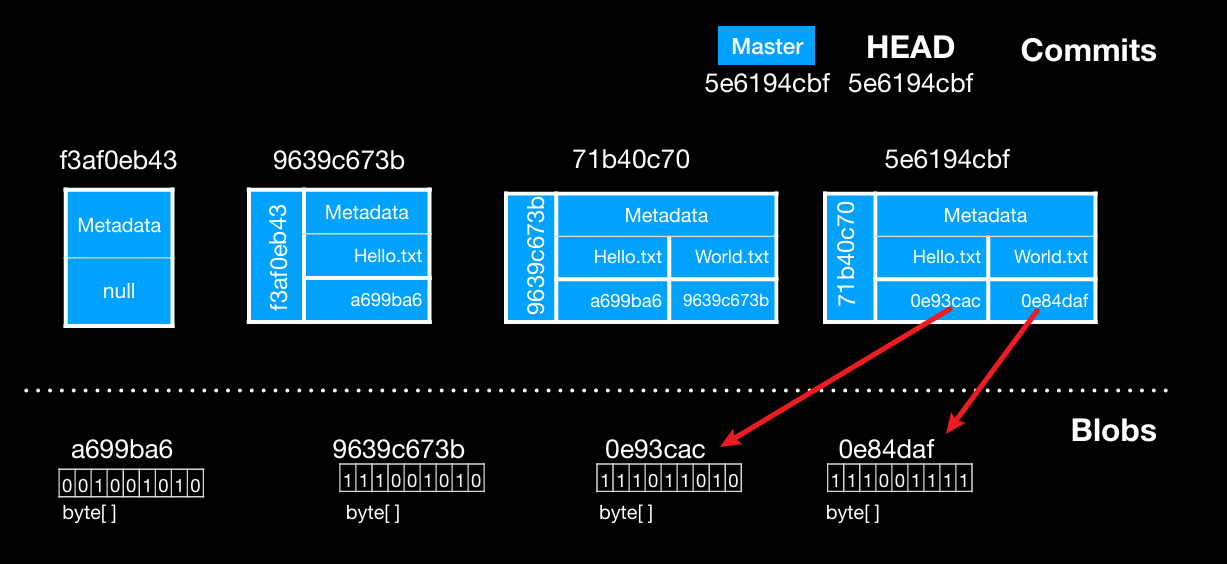 Master HEAD Commits
5e6194cbf 5e6194cbf
f3af0eb43 9639c673b 71b40c70 5e6194cbf
Metadata
null
f3af0eb43
Metadata
Hello.txt
a699ba6
9639c673b
Metadata
Hello.txt World.txt
a699ba6 9639c673b
71b40c70
Metadata
Hello.txt World.txt
0e93cac 0e84daf
Blobs
a699ba6 9639c673b 0e93cac 0e84daf
0 0 1 0 0 1 0 1 0
1 1 1 0 0 1 0 1 0
1 1 1 0 1 1 0 1 0
1 1 1 0 0 1 1 1 1
byte[ ] byte[ ] byte[ ] byte[ ]